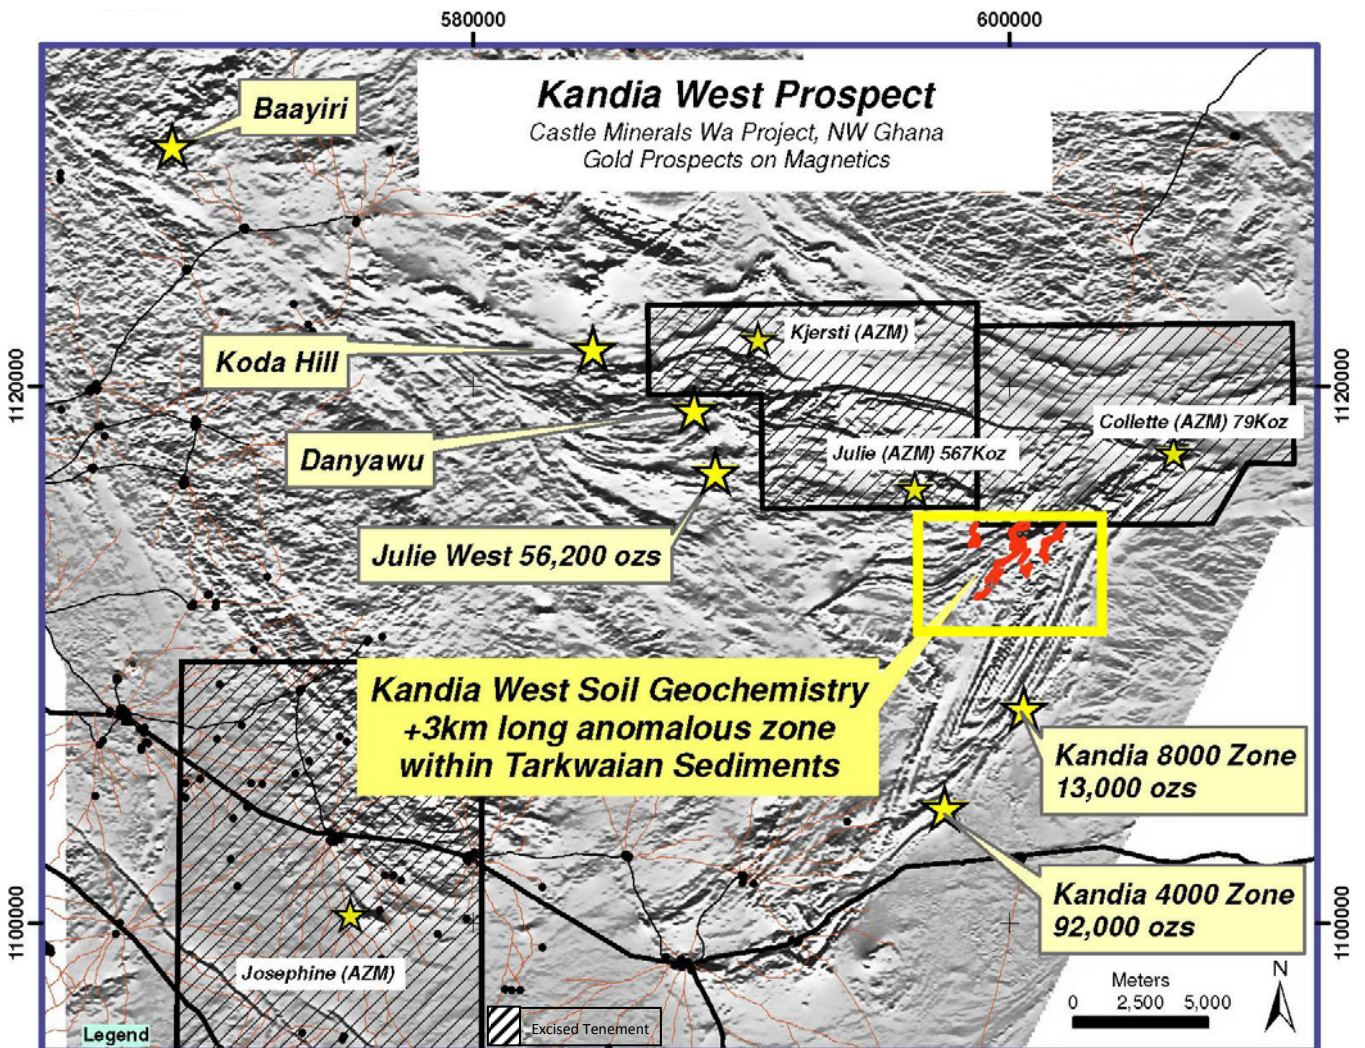 580000
600000
Kandia West Prospect
Castle Minerals Wa Project, NW Ghana
Gold Prospects on Magnetics
Baayiri
Koda Hill
Kjersti (AZM)
1120000
1120000
Danyawu
Collette (AZM) 79Koz
Julie (AZM) 567Koz
Julie West 56,200 ozs
Kandia West Soil Geochemistry
+3km long anomalous zone
within Tarkwaian Sediments
Kandia 8000 Zone
13,000 ozs
Kandia 4000 Zone
92,000 ozs
1100000
1100000
Josephine (AZM)
N
Meters
0 2,500 5,000
Legend
Excised Tenement